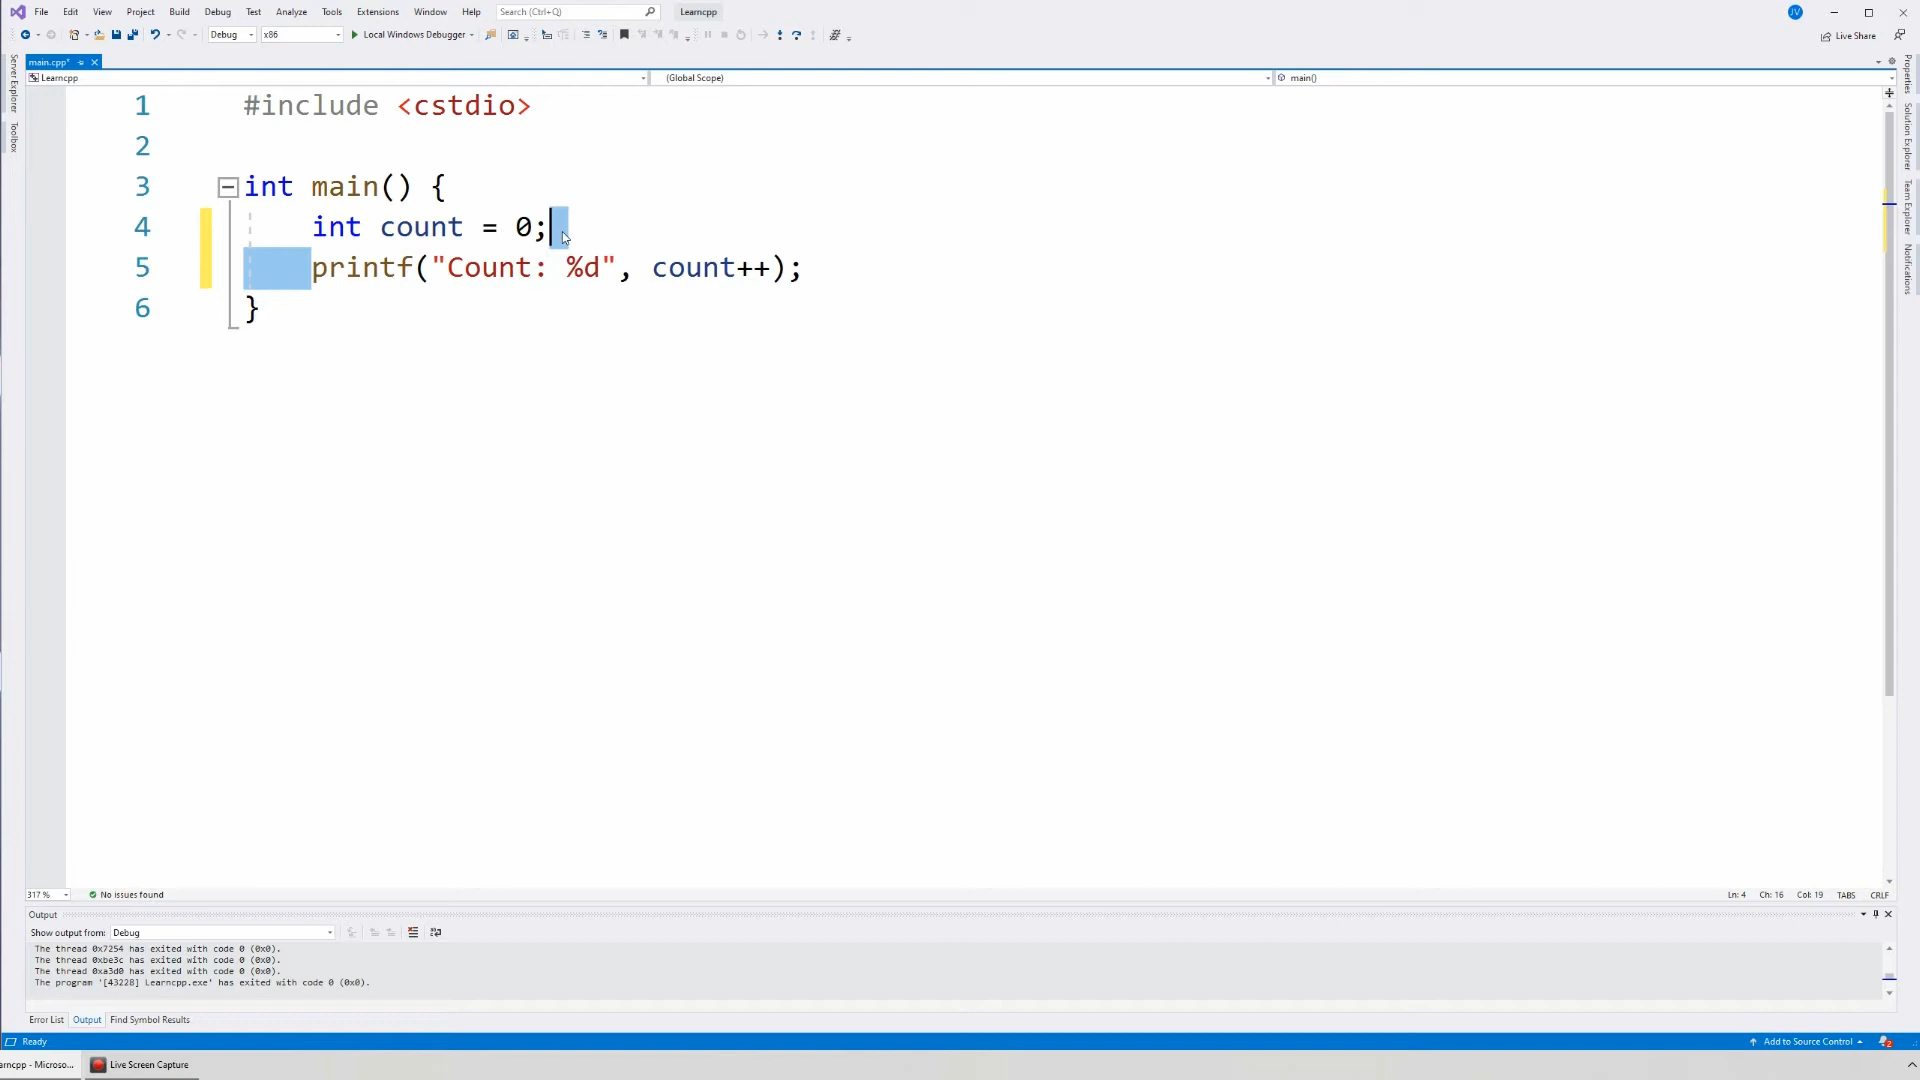 File Edit View Project Build Debug Test Analyze Tools Extensions Window Help Search (Ctrl+Q) Learncpp JV
Debug x86 Local Windows Debugger Live Share
main.cpp*
Learncpp (Global Scope) main()
Server Explorer
Toolbox
Properties
Solution Explorer
Team Explorer
Notifications
1 #include <cstdio>
2
3 int main() {
4 int count = 0;
5 printf("Count: %d", count++);
6 }
317 % No issues found Ln: 4 Ch: 16 Col: 19 TABS CRLF
Output
Show output from: Debug
The thread 0x7254 has exited with code 0 (0x0).
The thread 0xbe3c has exited with code 0 (0x0).
The thread 0xa3d0 has exited with code 0 (0x0).
The program '[43228] Learncpp.exe' has exited with code 0 (0x0).
Error List Output Find Symbol Results
Ready Add to Source Control 2
arncpp - Microso... Live Screen Capture